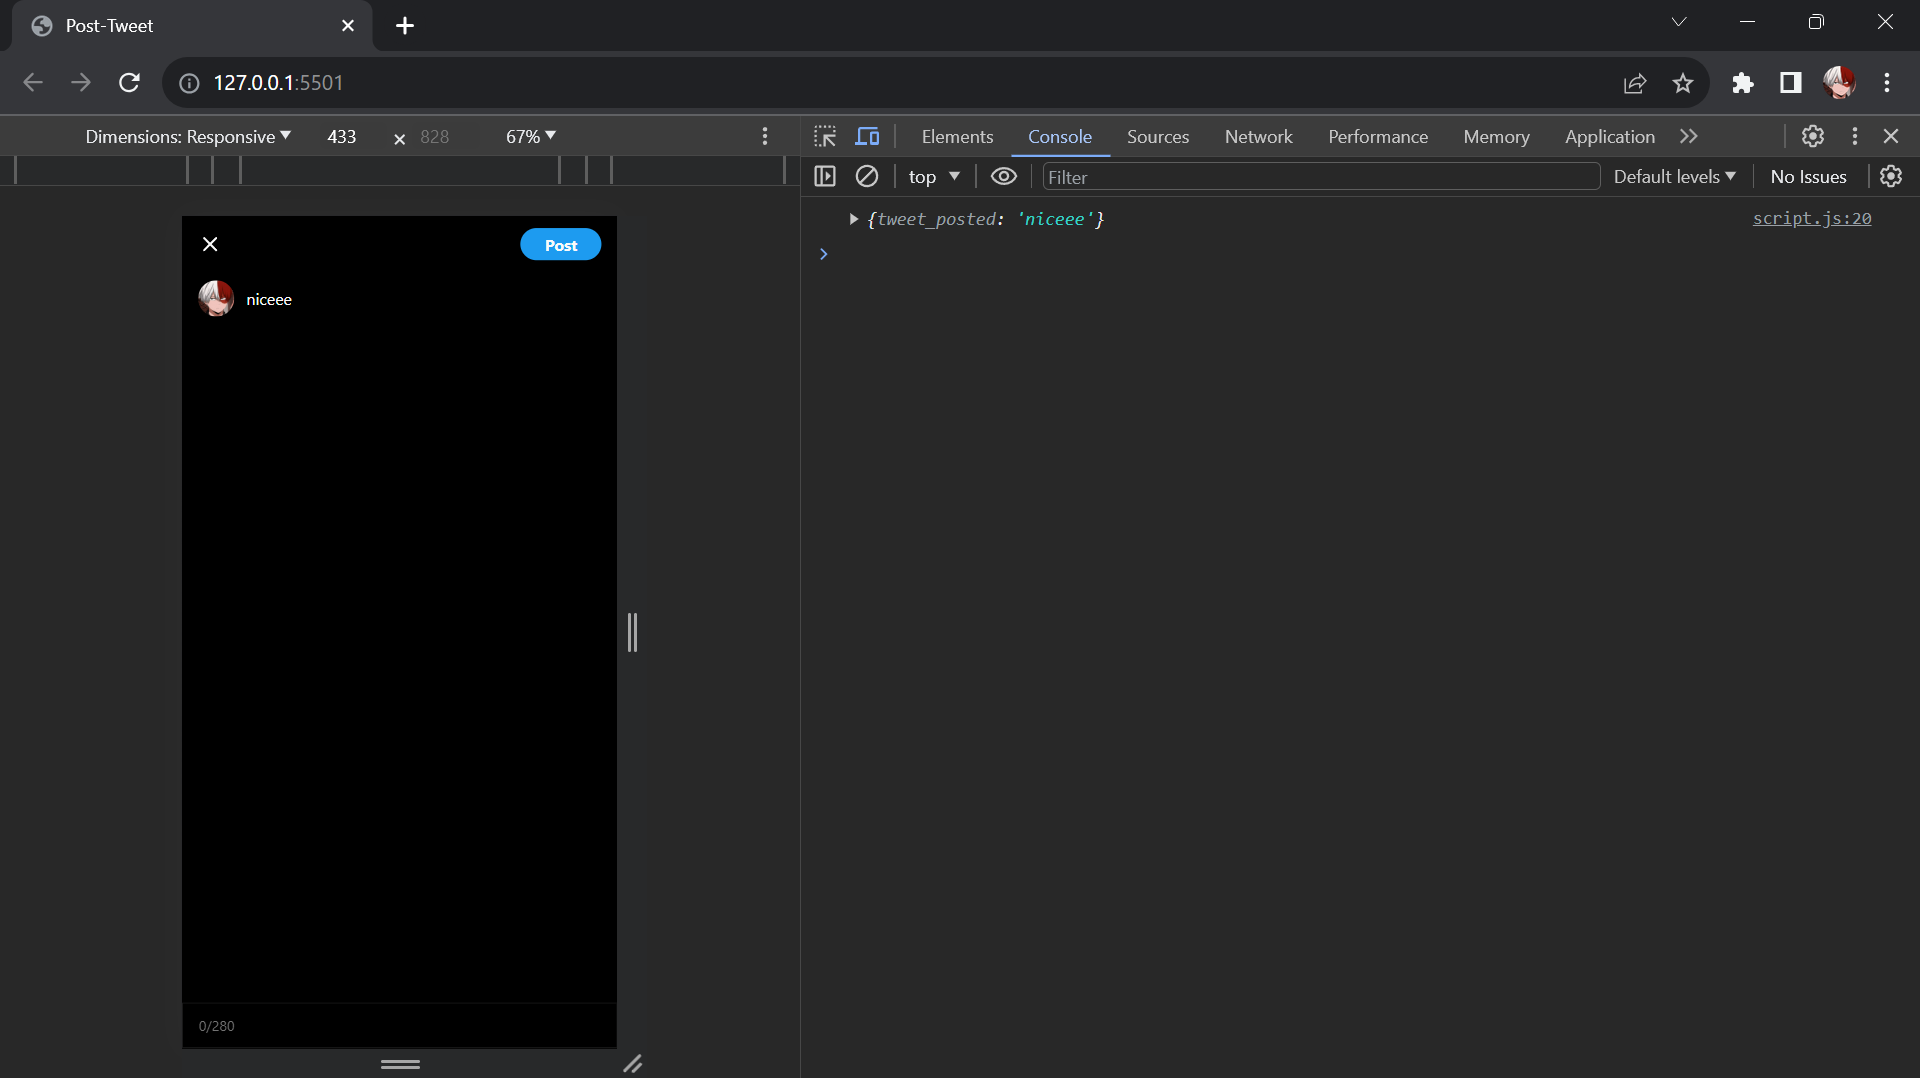 Post-Tweet
127.0.0.1:5501
Dimensions: Responsive 433 × 828 67%
Elements Console Sources Network Performance Memory Application
top Filter Default levels No Issues
{tweet_posted: 'niceee'} script.js:20
Post
niceee
0/280